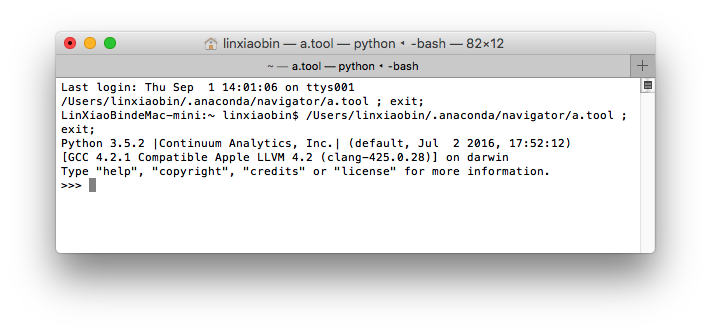 linxiaobin — a.tool — python ◂ -bash — 82×12
~ — a.tool — python ◂ -bash
Last login: Thu Sep  1 14:01:06 on ttys001
/Users/linxiaobin/.anaconda/navigator/a.tool ; exit;
LinXiaoBindeMac-mini:~ linxiaobin$ /Users/linxiaobin/.anaconda/navigator/a.tool ;
exit;
Python 3.5.2 |Continuum Analytics, Inc.| (default, Jul  2 2016, 17:52:12)
[GCC 4.2.1 Compatible Apple LLVM 4.2 (clang-425.0.28)] on darwin
Type "help", "copyright", "credits" or "license" for more information.
>>>